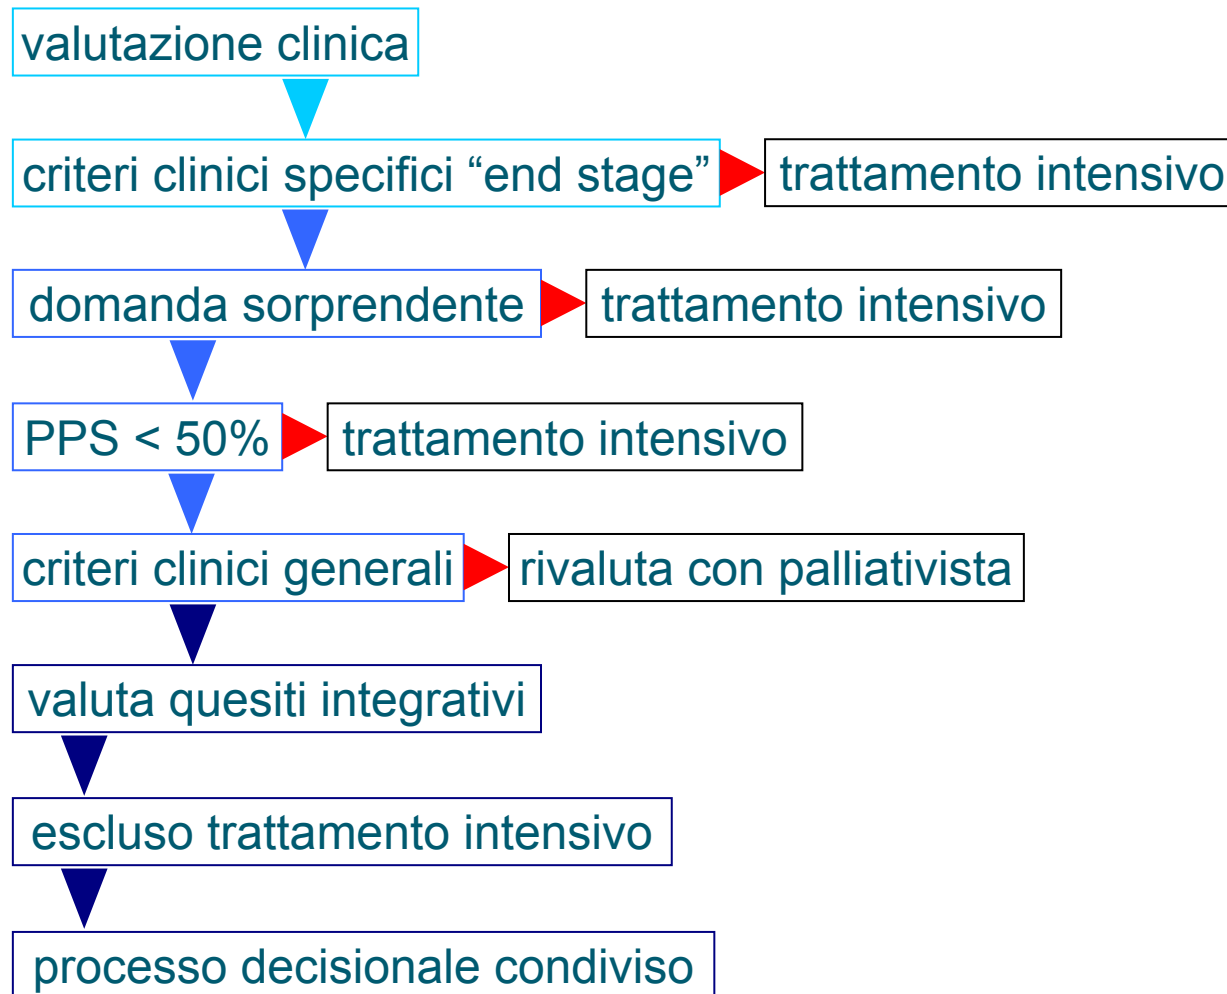 valutazione clinica
criteri clinici specifici “end stage”
trattamento intensivo
domanda sorprendente
trattamento intensivo
PPS < 50%
trattamento intensivo
criteri clinici generali
rivaluta con palliativista
valuta quesiti integrativi
escluso trattamento intensivo
processo decisionale condiviso